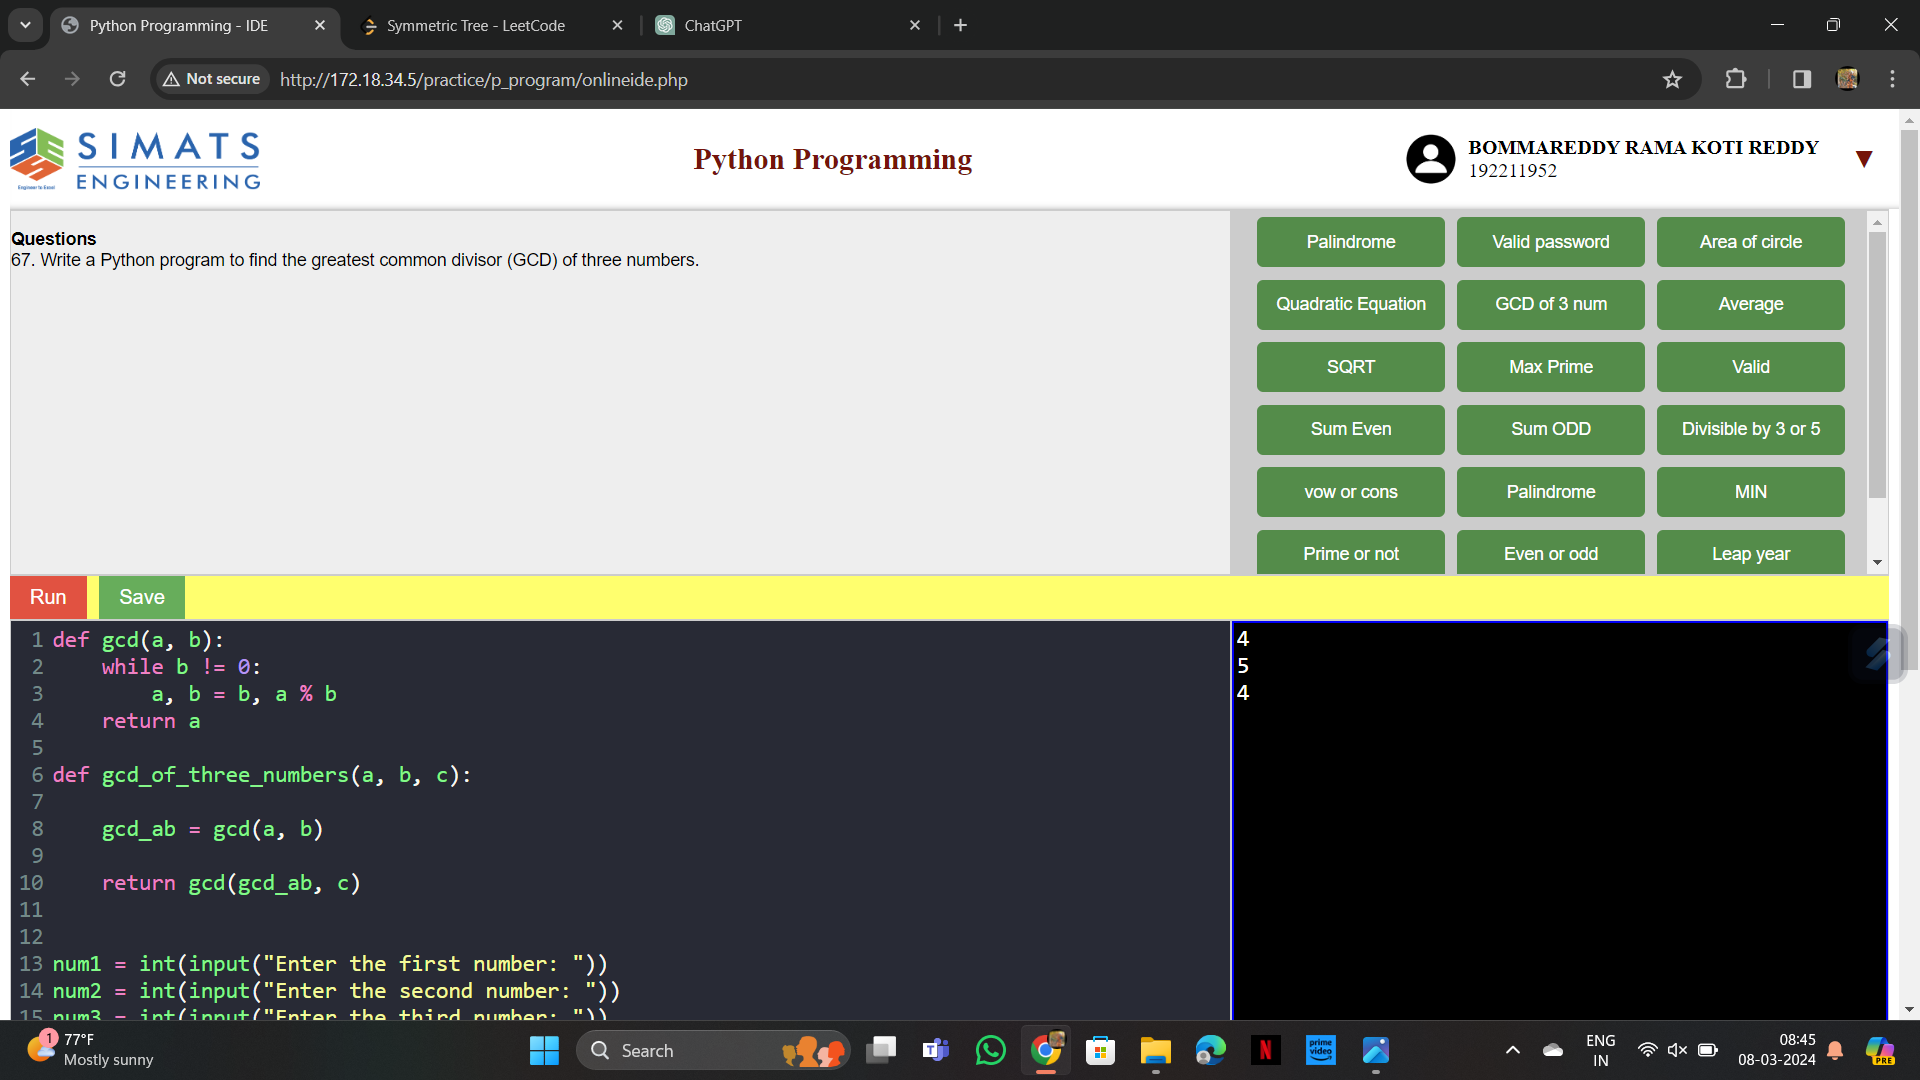 Python Programming - IDE
Symmetric Tree - LeetCode
ChatGPT
Not secure
http://172.18.34.5/practice/p_program/onlineide.php
SIMATS
ENGINEERING
Engineer to Excel
Python Programming
BOMMAREDDY RAMA KOTI REDDY
192211952
Questions
67. Write a Python program to find the greatest common divisor (GCD) of three numbers.
Palindrome
Valid password
Area of circle
Quadratic Equation
GCD of 3 num
Average
SQRT
Max Prime
Valid
Sum Even
Sum ODD
Divisible by 3 or 5
vow or cons
Palindrome
MIN
Prime or not
Even or odd
Leap year
Run
Save
1 def gcd(a, b):
2     while b != 0:
3         a, b = b, a % b
4     return a
5
6 def gcd_of_three_numbers(a, b, c):
7
8     gcd_ab = gcd(a, b)
9
10     return gcd(gcd_ab, c)
11
12
13 num1 = int(input("Enter the first number: "))
14 num2 = int(input("Enter the second number: "))
15 num3 = int(input("Enter the third number: "))
4
5
4
1
77°F
Mostly sunny
Search
prime video
N
ENG
IN
08:45
08-03-2024
PRE